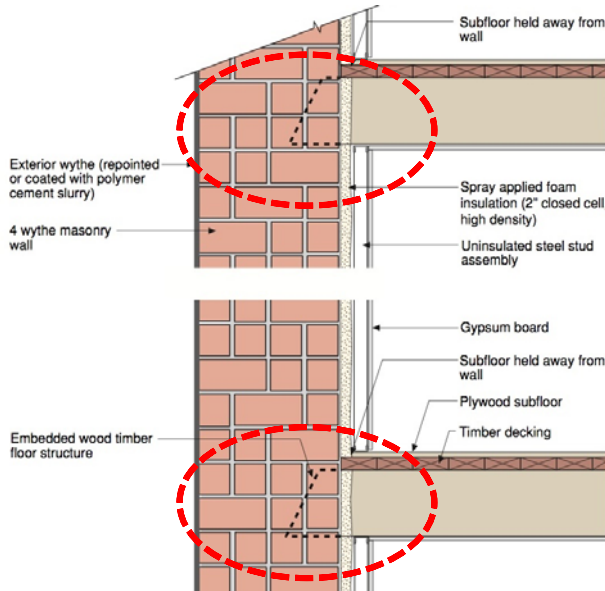 Subfloor held away from
wall
Exterior wythe (repointed
or coated with polymer
cement slurry)
4 wythe masonry
wall
Spray applied foam
insulation (2" closed cell,
high density)
Uninsulated steel stud
assembly
Gypsum board
Subfloor held away from
wall
Plywood subfloor
Timber decking
Embedded wood timber
floor structure